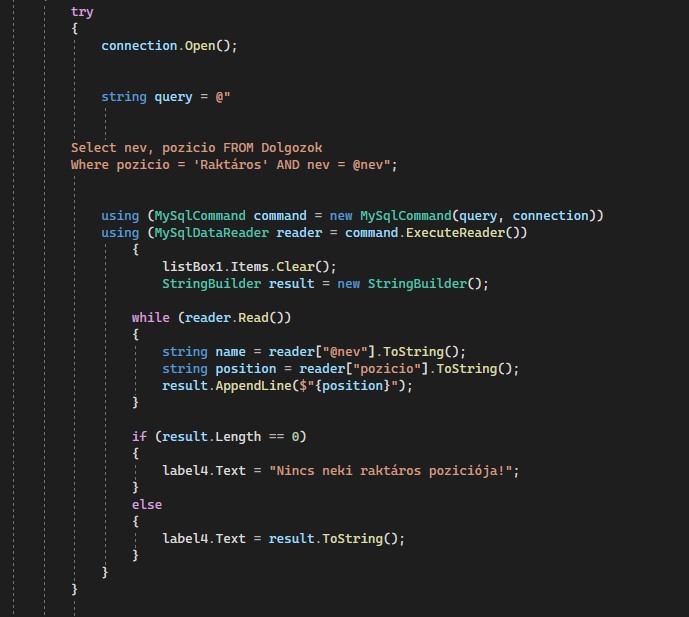 try
{
connection.Open();
string query = @"
Select nev, pozicio FROM Dolgozok
Where pozicio = 'Raktáros' AND nev = @nev";
using (MySqlCommand command = new MySqlCommand(query, connection))
using (MySqlDataReader reader = command.ExecuteReader())
{
listBox1.Items.Clear();
StringBuilder result = new StringBuilder();
while (reader.Read())
{
string name = reader["@nev"].ToString();
string position = reader["pozicio"].ToString();
result.AppendLine($"{position}");
}
if (result.Length == 0)
{
label4.Text = "Nincs neki raktáros poziciója!";
}
else
{
label4.Text = result.ToString();
}
}
}